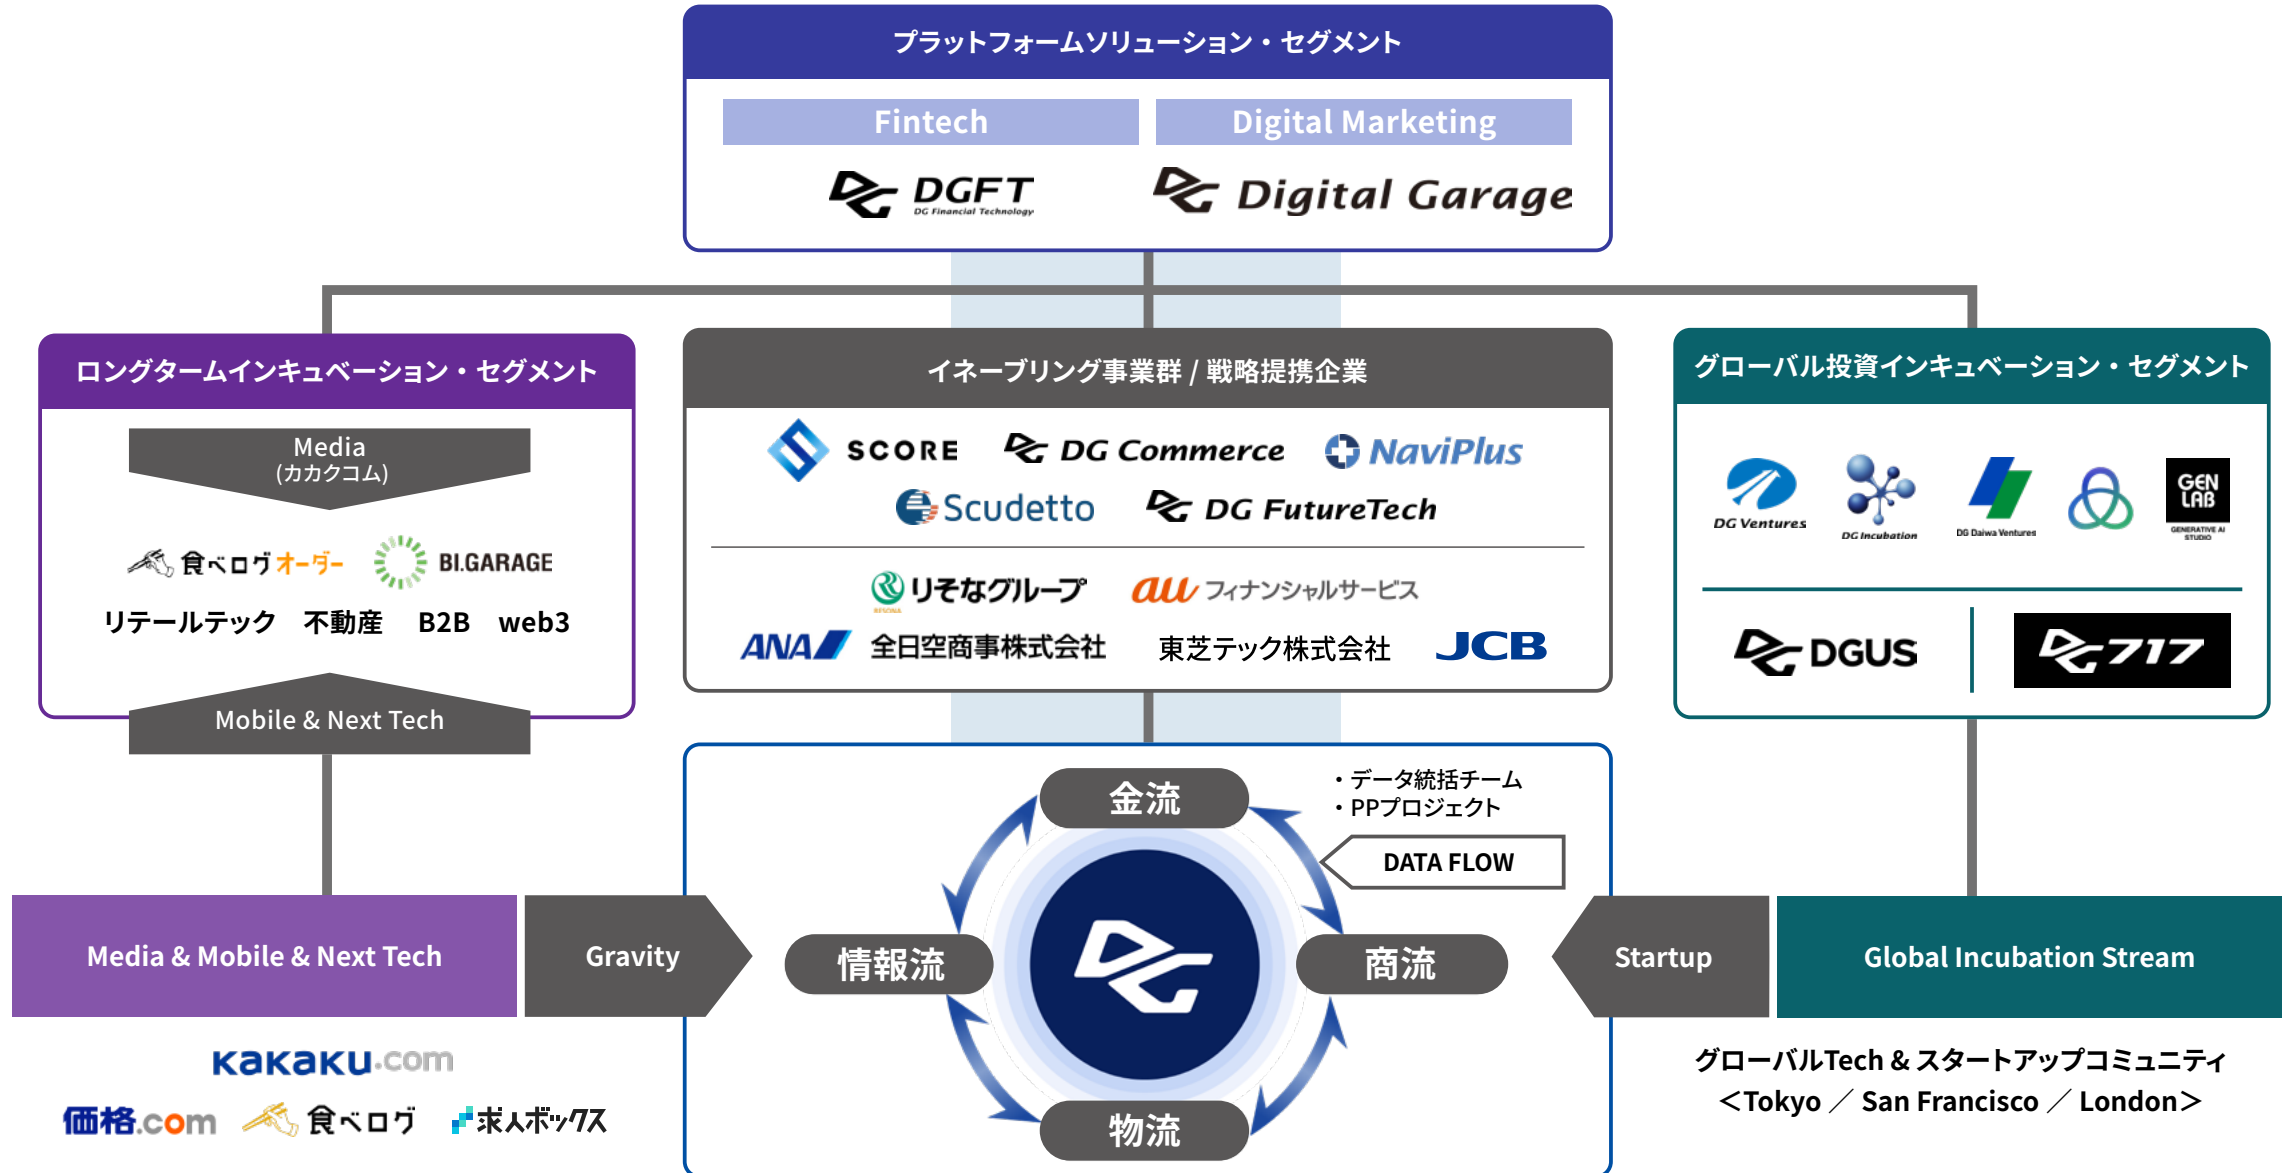 プラットフォームソリューション・セグメント
Fintech
Digital Marketing
DGFT
DG Financial Technology
Digital Garage
ロングタームインキュベーション・セグメント
Media
(カカクコム)
食べログオーダー
BI.GARAGE
リテールテック 不動産 B2B web3
Mobile & Next Tech
イネーブリング事業群 / 戦略提携企業
SCORE
DG Commerce
NaviPlus
Scudetto
DG FutureTech
りそなグループ
RESONA
au フィナンシャルサービス
ANA 全日空商事株式会社
東芝テック株式会社
JCB
グローバル投資インキュベーション・セグメント
DG Ventures
DG Incubation
DG Daiwa Ventures
GEN
LAB
GENERATIVE AI
STUDIO
DGUS
717
金流
・データ統括チーム
・PPプロジェクト
DATA FLOW
情報流
商流
物流
Media & Mobile & Next Tech
Gravity
Startup
Global Incubation Stream
kakaku.com
価格.com
食べログ
求人ボックス
グローバルTech & スタートアップコミュニティ
＜Tokyo ／ San Francisco ／ London＞